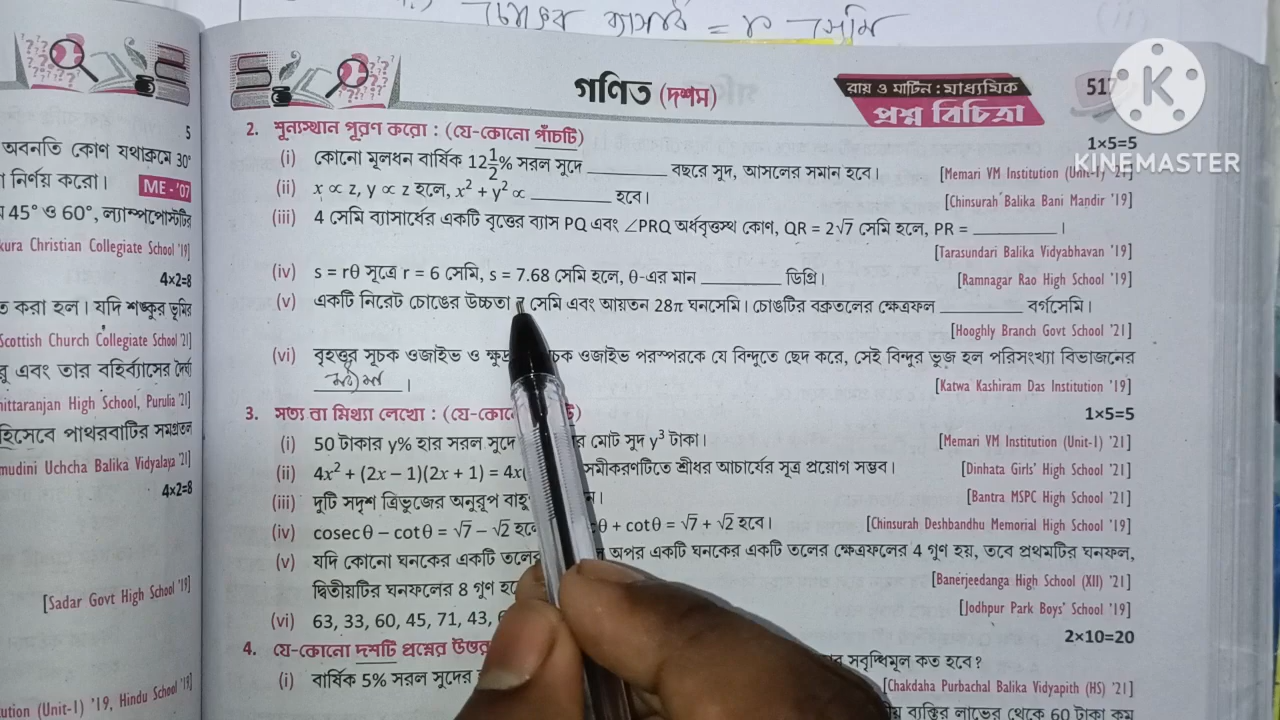 চোঙের ব্যাসার্ধ = r সেমি
গণিত (দশম)
রায় ও মার্টিন : মাধ্যমিক
প্রশ্ন বিচিত্রা
517
KINEMASTER
5
অবনতি কোণ যথাক্রমে 30°
নির্ণয় করো।
ME - '07
45° ও 60°, ল্যাম্পপোস্টটির
kura Christian Collegiate School '19]
4x2=8
ত করা হল। যদি শঙ্কুর ভূমির
Scottish Church Collegiate School '21]
এবং তার বহির্ব্যাসের দৈর্ঘ্য
hittaranjan High School, Purulia '21]
হিসেবে পাথরবাটির সমগ্রতল
mudini Uchcha Balika Vidyalaya '21]
4x2=8
[Sadar Govt High School '19]
ution (Unit-I) '19, Hindu School '19]
2. শূন্যস্থান পূরণ করো : (যে-কোনো পাঁচটি) 1×5=5
(i) কোনো মূলধন বার্ষিক 12½% সরল সুদে ________ বছরে সুদ, আসলের সমান হবে। [Memari VM Institution (Unit-I) '21]
(ii) x ∝ z, y ∝ z হলে, x² + y² ∝ ________ হবে। [Chinsurah Balika Bani Mandir '19]
(iii) 4 সেমি ব্যাসার্ধের একটি বৃত্তের ব্যাস PQ এবং ∠PRQ অর্ধবৃত্তস্থ কোণ, QR = 2√7 সেমি হলে, PR = ________ ।
[Tarasundari Balika Vidyabhavan '19]
(iv) s = rθ সূত্রে r = 6 সেমি, s = 7.68 সেমি হলে, θ-এর মান ________ ডিগ্রি। [Ramnagar Rao High School '19]
(v) একটি নিরেট চোঙের উচ্চতা সেমি এবং আয়তন 28π ঘনসেমি। চোঙটির বক্রতলের ক্ষেত্রফল ________ বর্গসেমি।
[Hooghly Branch Govt School '21]
(vi) বৃহত্তর সূচক ওজাইভ ও সূচক ওজাইভ পরস্পরকে যে বিন্দুতে ছেদ করে, সেই বিন্দুর ভুজ হল পরিসংখ্যা বিভাজনের
মধ্যমা । [Katwa Kashiram Das Institution '19]
3. সত্য বা মিথ্যা লেখো : (যে-কোনো 1×5=5
(i) 50 টাকার y% হার সরল সুদে মোট সুদ y³ টাকা। [Memari VM Institution (Unit-I) '21]
(ii) 4x² + (2x − 1)(2x + 1) = 4x সমীকরণটিতে শ্রীধর আচার্যের সূত্র প্রয়োগ সম্ভব। [Dinhata Girls' High School '21]
(iii) দুটি সদৃশ ত্রিভুজের অনুরূপ বাহু [Bantra MSPC High School '21]
(iv) cosecθ − cotθ = √7 − √2 θ + cotθ = √7 + √2 হবে। [Chinsurah Deshbandhu Memorial High School '21]
(v) যদি কোনো ঘনকের একটি তলের অপর একটি ঘনকের একটি তলের ক্ষেত্রফলের 4 গুণ হয়, তবে প্রথমটির ঘনফল,
দ্বিতীয়টির ঘনফলের 8 গুণ [Banerjeedanga High School (XII) '21]
(vi) 63, 33, 60, 45, 71, 43, [Jodhpur Park Boys' School '19]
4. যে-কোনো দশটি প্রশ্নের উত্তর 2×10=20
(i) বার্ষিক 5% সরল সুদের সবৃদ্ধিমূল কত হবে?
[Chakdaha Purbachal Balika Vidyapith (HS) '21]
ব্যক্তির লাভের থেকে 60 টাকা কম